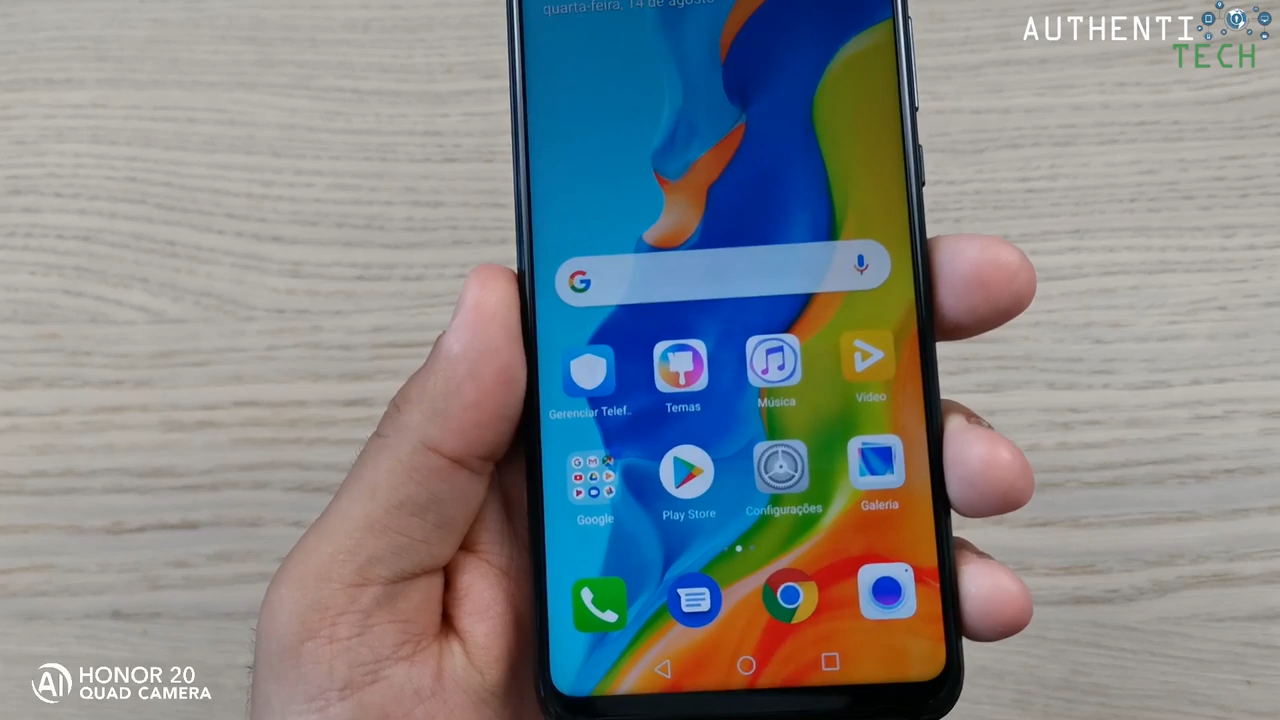 quarta-feira, 14 de agosto
AUTHENTI
TECH
Gerenciar Telef..
Temas
Música
Vídeo
Google
Play Store
Configurações
Galeria
AI HONOR 20
QUAD CAMERA